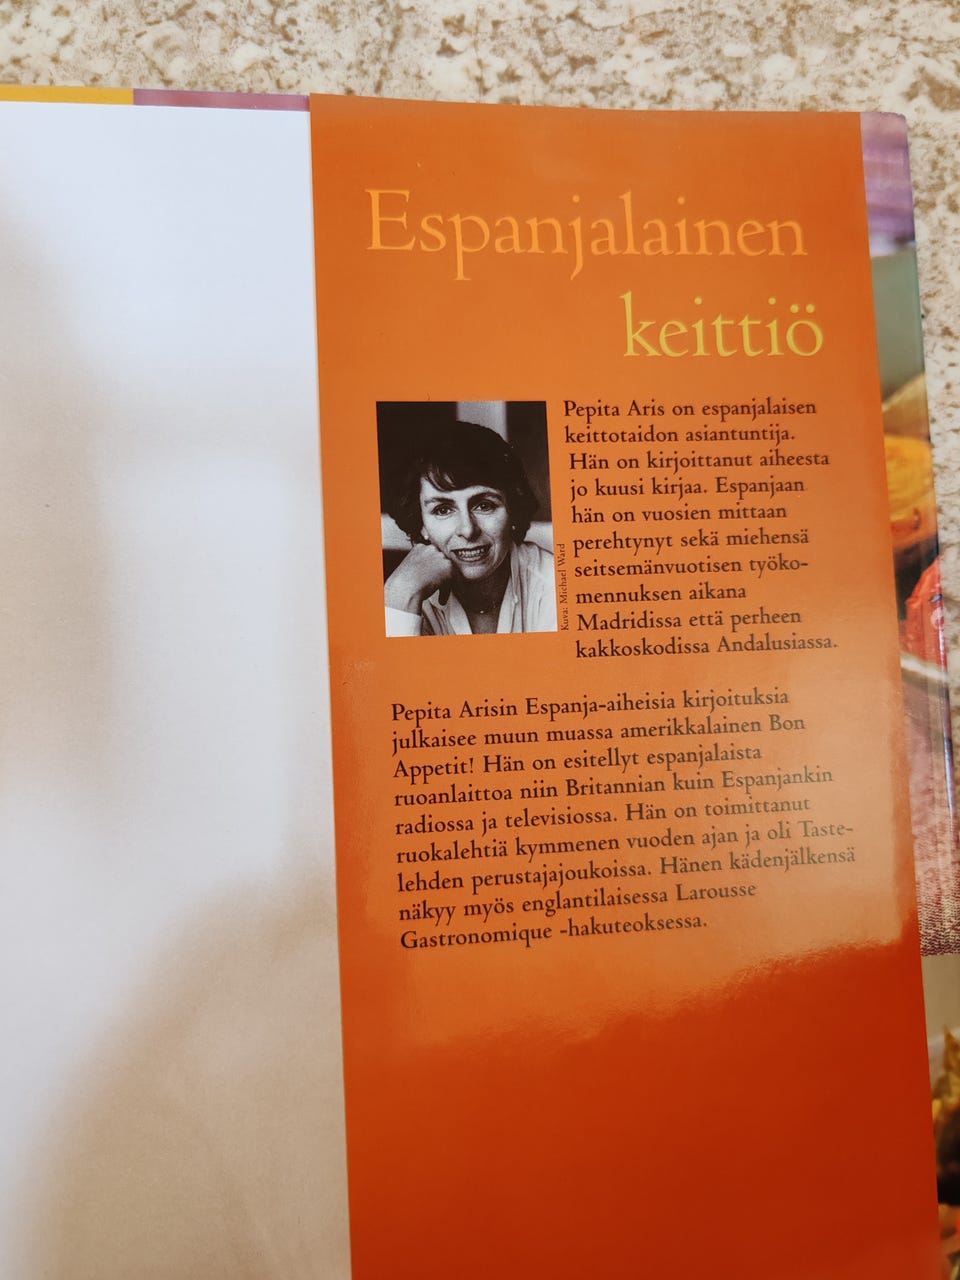 Espanjalainen
keittiö
Pepita Aris on espanjalaisen
keittotaidon asiantuntija.
Hän on kirjoittanut aiheesta
jo kuusi kirjaa. Espanjaan
hän on vuosien mittaan
perehtynyt sekä miehensä
seitsemänvuotisen työko-
mennuksen aikana
Madridissa että perheen
kakkoskodissa Andalusiassa.
Kuva: Michael Ward
Pepita Arisin Espanja-aiheisia kirjoituksia
julkaisee muun muassa amerikkalainen Bon
Appetit! Hän on esitellyt espanjalaista
ruoanlaittoa niin Britannian kuin Espanjankin
radiossa ja televisiossa. Hän on toimittanut
ruokalehtiä kymmenen vuoden ajan ja oli Taste-
lehden perustajajoukoissa. Hänen kädenjälkensä
näkyy myös englantilaisessa Larousse
Gastronomique -hakuteoksessa.